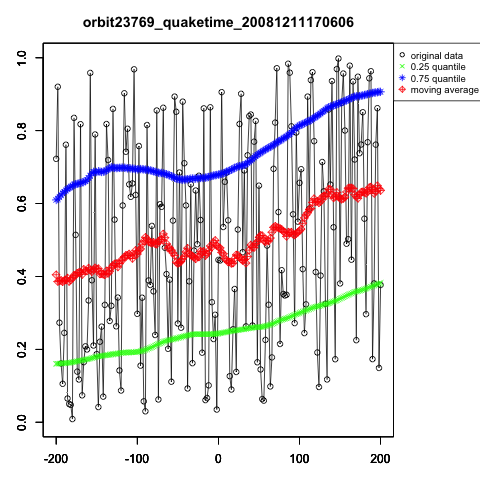 orbit23769_quaketime_20081211170606
original data
0.25 quantile
0.75 quantile
moving average
1.0
0.8
0.6
0.4
0.2
0.0
-200 -100 0 100 200